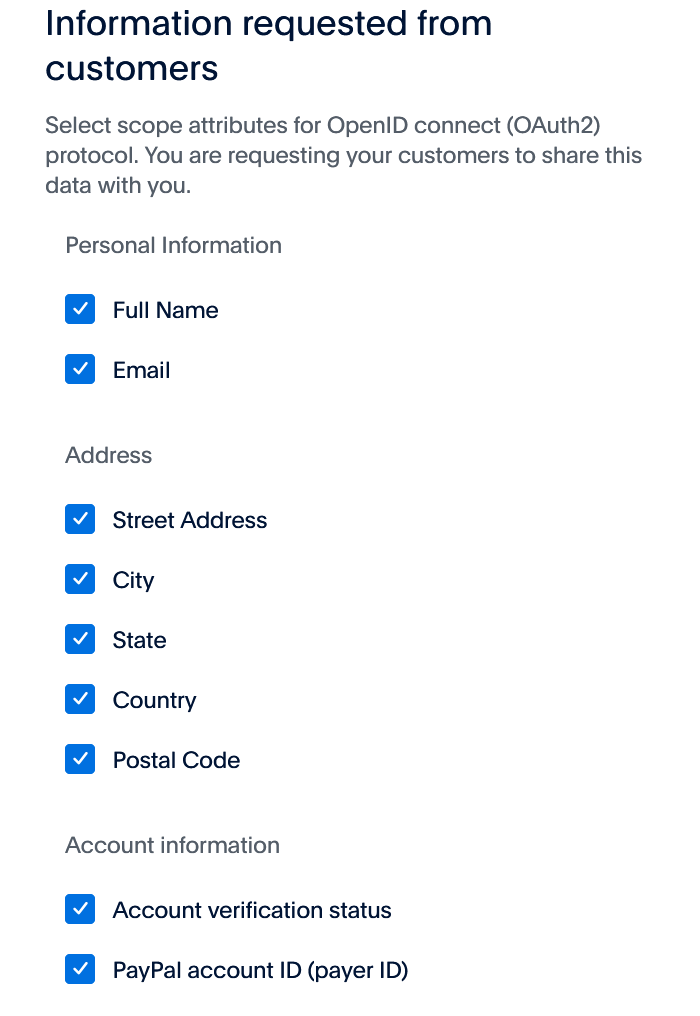 Information requested from
customers
Select scope attributes for OpenID connect (OAuth2)
protocol. You are requesting your customers to share this
data with you.
Personal Information
Full Name
Email
Address
Street Address
City
State
Country
Postal Code
Account information
Account verification status
PayPal account ID (payer ID)